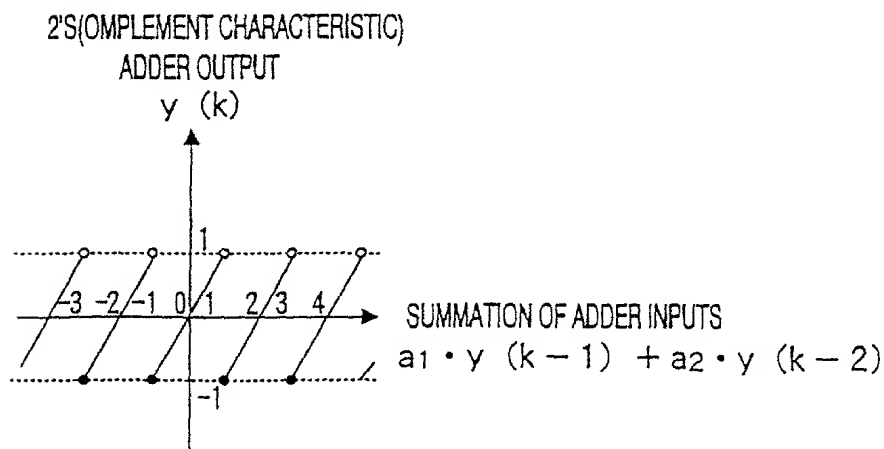 2'S(OMPLEMENT CHARACTERISTIC)
ADDER OUTPUT
y (k)
1
-3 -2 -1 0 1 2 3 4
SUMMATION OF ADDER INPUTS
a1・y (k-1) +a2・y (k-2)
-1